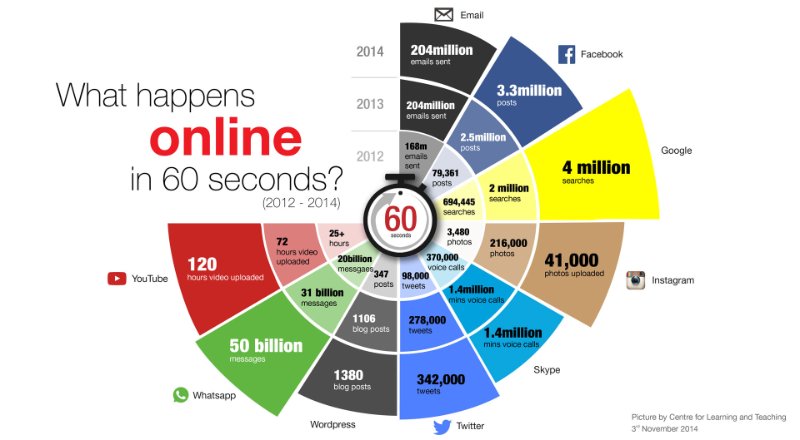 What happens
online
in 60 seconds?
(2012 - 2014)
2014
2013
2012
60
seconds
Email
204million
emails sent
204million
emails sent
168m
emails
sent
Facebook
3.3million
posts
2.5million
posts
79,361
posts
Google
4 million
searches
2 million
searches
694,445
searches
Instagram
41,000
photos uploaded
216,000
photos
3,480
photos
Skype
1.4million
mins voice calls
1.4million
mins voice calls
370,000
voice calls
Twitter
342,000
tweets
278,000
tweets
98,000
tweets
Wordpress
1380
blog posts
1106
blog posts
347
posts
Whatsapp
50 billion
messages
31 billion
messages
20billion
messgaes
YouTube
120
hours video uploaded
72
hours video
uploaded
25+
hours
Picture by Centre for Learning and Teaching
3rd November 2014